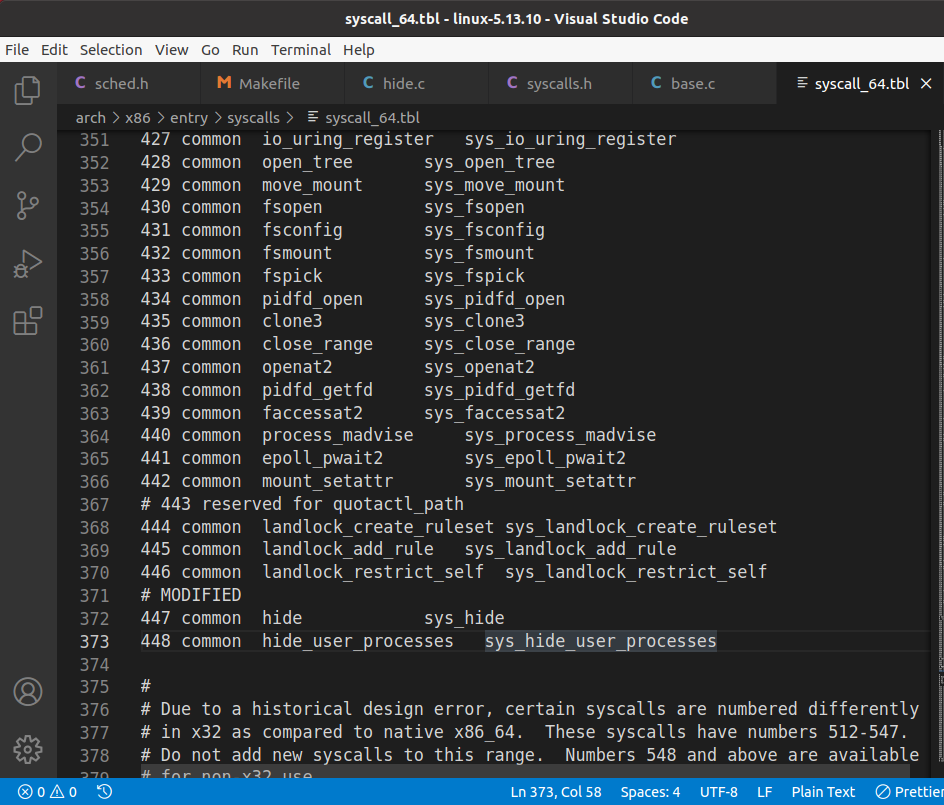 syscall_64.tbl - linux-5.13.10 - Visual Studio Code
File Edit Selection View Go Run Terminal Help
C sched.h M Makefile C hide.c C syscalls.h C base.c syscall_64.tbl
arch > x86 > entry > syscalls > syscall_64.tbl
351 427 common io_uring_register sys_io_uring_register
352 428 common open_tree sys_open_tree
353 429 common move_mount sys_move_mount
354 430 common fsopen sys_fsopen
355 431 common fsconfig sys_fsconfig
356 432 common fsmount sys_fsmount
357 433 common fspick sys_fspick
358 434 common pidfd_open sys_pidfd_open
359 435 common clone3 sys_clone3
360 436 common close_range sys_close_range
361 437 common openat2 sys_openat2
362 438 common pidfd_getfd sys_pidfd_getfd
363 439 common faccessat2 sys_faccessat2
364 440 common process_madvise sys_process_madvise
365 441 common epoll_pwait2 sys_epoll_pwait2
366 442 common mount_setattr sys_mount_setattr
367 # 443 reserved for quotactl_path
368 444 common landlock_create_ruleset sys_landlock_create_ruleset
369 445 common landlock_add_rule sys_landlock_add_rule
370 446 common landlock_restrict_self sys_landlock_restrict_self
371 # MODIFIED
372 447 common hide sys_hide
373 448 common hide_user_processes sys_hide_user_processes
374
375 #
376 # Due to a historical design error, certain syscalls are numbered differently
377 # in x32 as compared to native x86_64. These syscalls have numbers 512-547.
378 # Do not add new syscalls to this range. Numbers 548 and above are available
379 # for non-x32 use.
0 0 Ln 373, Col 58 Spaces: 4 UTF-8 LF Plain Text Prettier